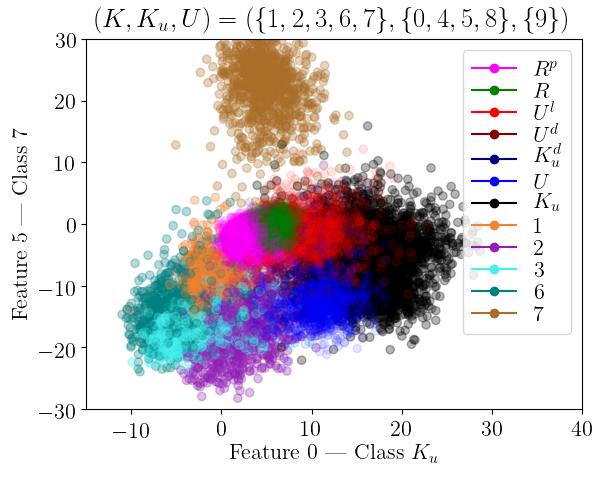 (K, K_u, U) = ({1, 2, 3, 6, 7}, {0, 4, 5, 8}, {9})
Feature 5 — Class 7
30
20
10
0
−10
−20
−30
−10
0
10
20
30
40
Feature 0 — Class K_u
R^p
R
U^l
U^d
K_u^d
U
K_u
1
2
3
6
7